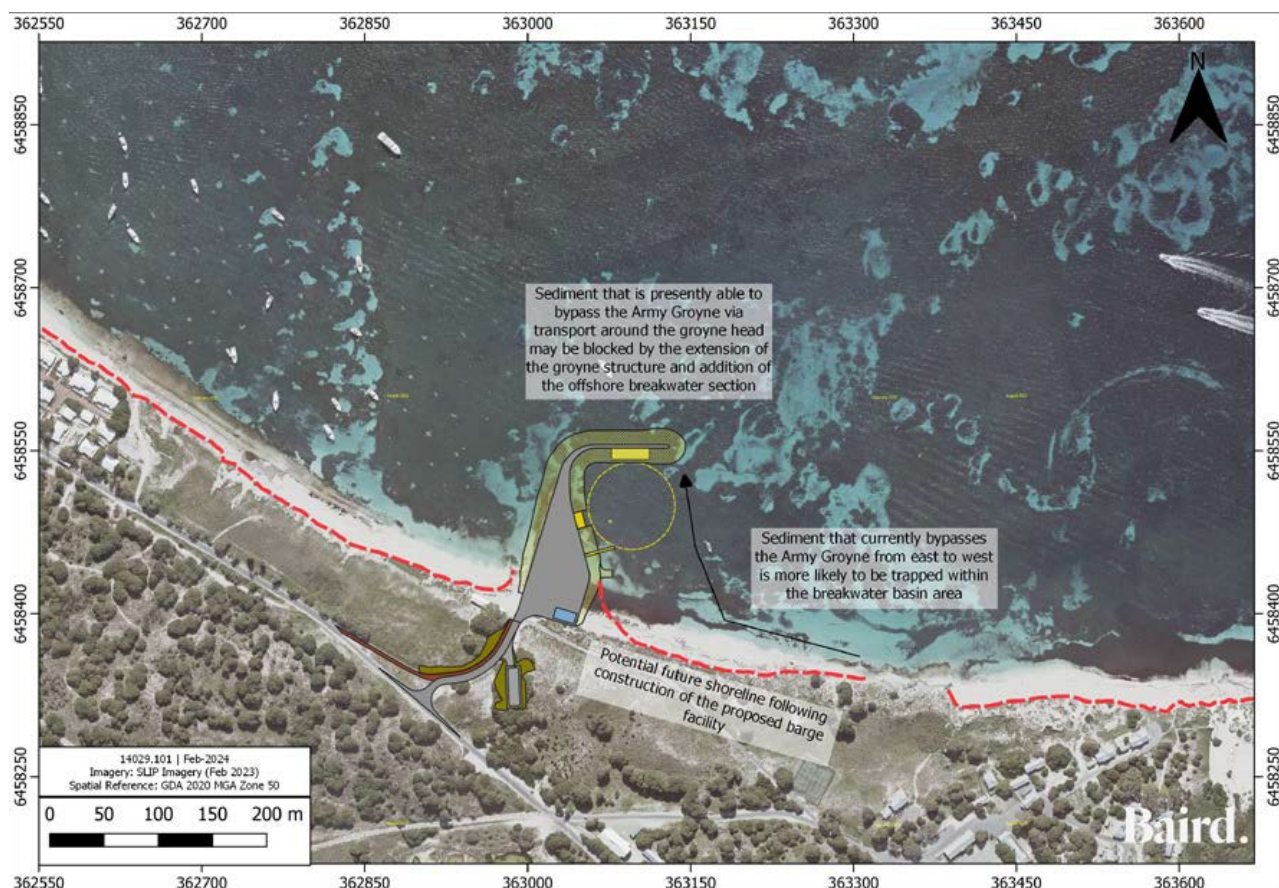 362550 362700 362850 363000 363150 363300 363450 363600
N
6458850 6458850
6458700 6458700
Sediment that is presently able to
bypass the Army Groyne via
transport around the groyne head
may be blocked by the extension of
the groyne structure and addition of
the offshore breakwater section
6458550 6458550
Sediment that currently bypasses
the Army Groyne from east to west
is more likely to be trapped within
the breakwater basin area
6458400 6458400
Potential future shoreline following
construction of the proposed barge
facility
6458250 6458250
14029.101 | Feb-2024
Imagery: SLIP Imagery (Feb 2023)
Spatial Reference: GDA 2020 MGA Zone 50
0 50 100 150 200 m
Baird.
362550 362700 362850 363000 363150 363300 363450 363600